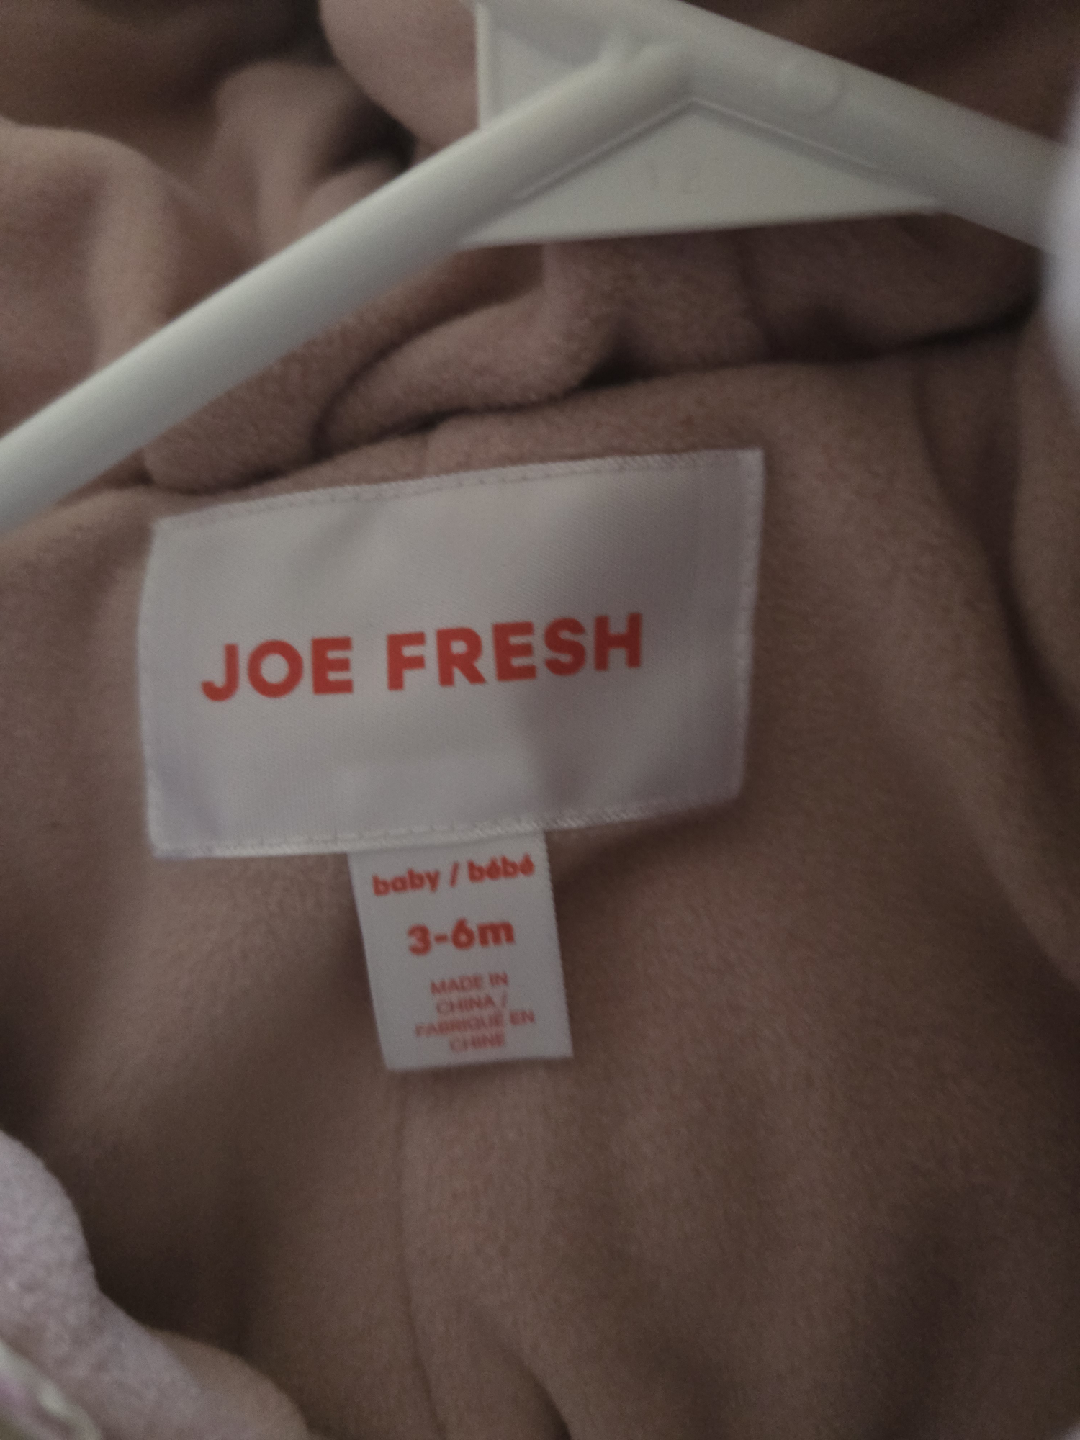 JOE FRESH
baby / bébé
3-6m
MADE IN
CHINA /
FABRIQUÉ EN
CHINE